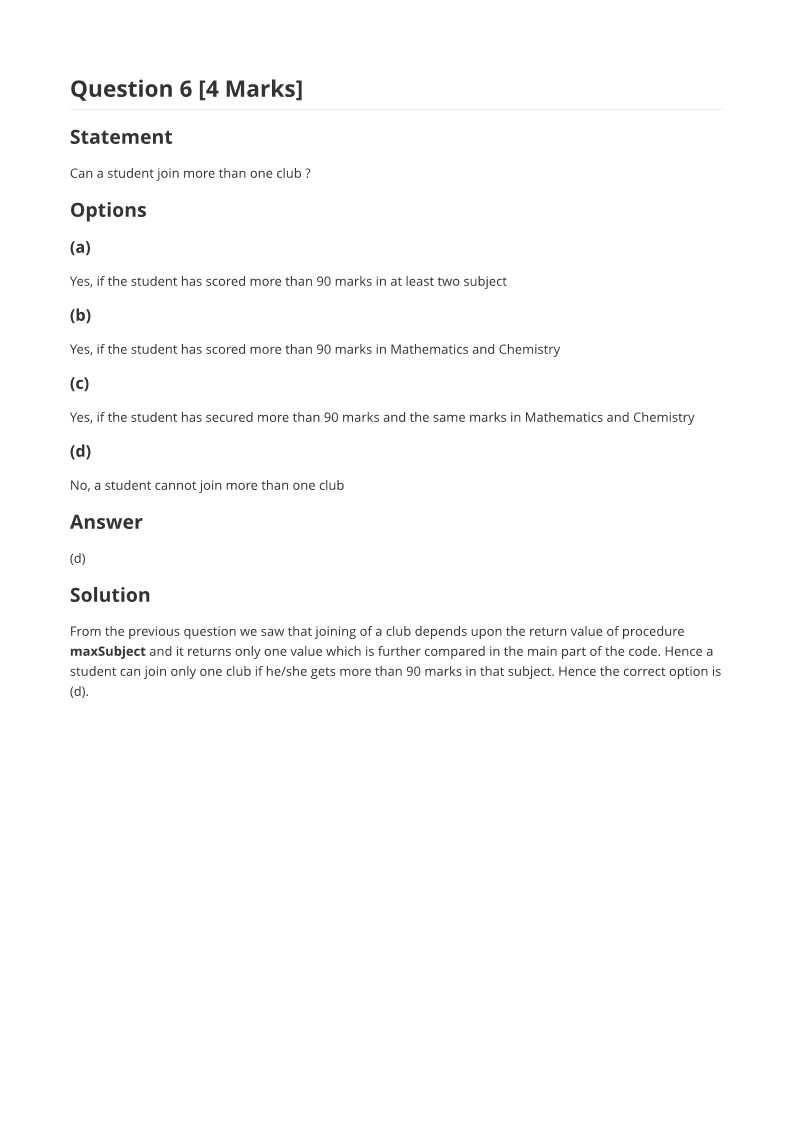 Question 6 [4 Marks]
Statement
Can a student join more than one club ?
Options
(a)
Yes, if the student has scored more than 90 marks in at least two subject
(b)
Yes, if the student has scored more than 90 marks in Mathematics and Chemistry
(c)
Yes, if the student has secured more than 90 marks and the same marks in Mathematics and Chemistry
(d)
No, a student cannot join more than one club
Answer
(d)
Solution
From the previous question we saw that joining of a club depends upon the return value of procedure
maxSubject and it returns only one value which is further compared in the main part of the code. Hence a
student can join only one club if he/she gets more than 90 marks in that subject. Hence the correct option is
(d).